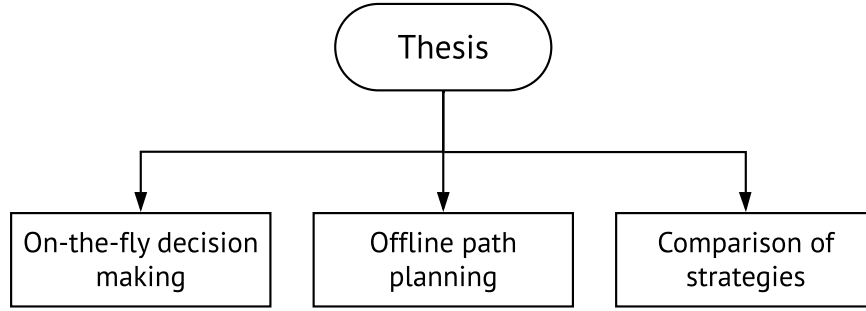 Thesis
On-the-fly decision
making
Offline path
planning
Comparison of
strategies